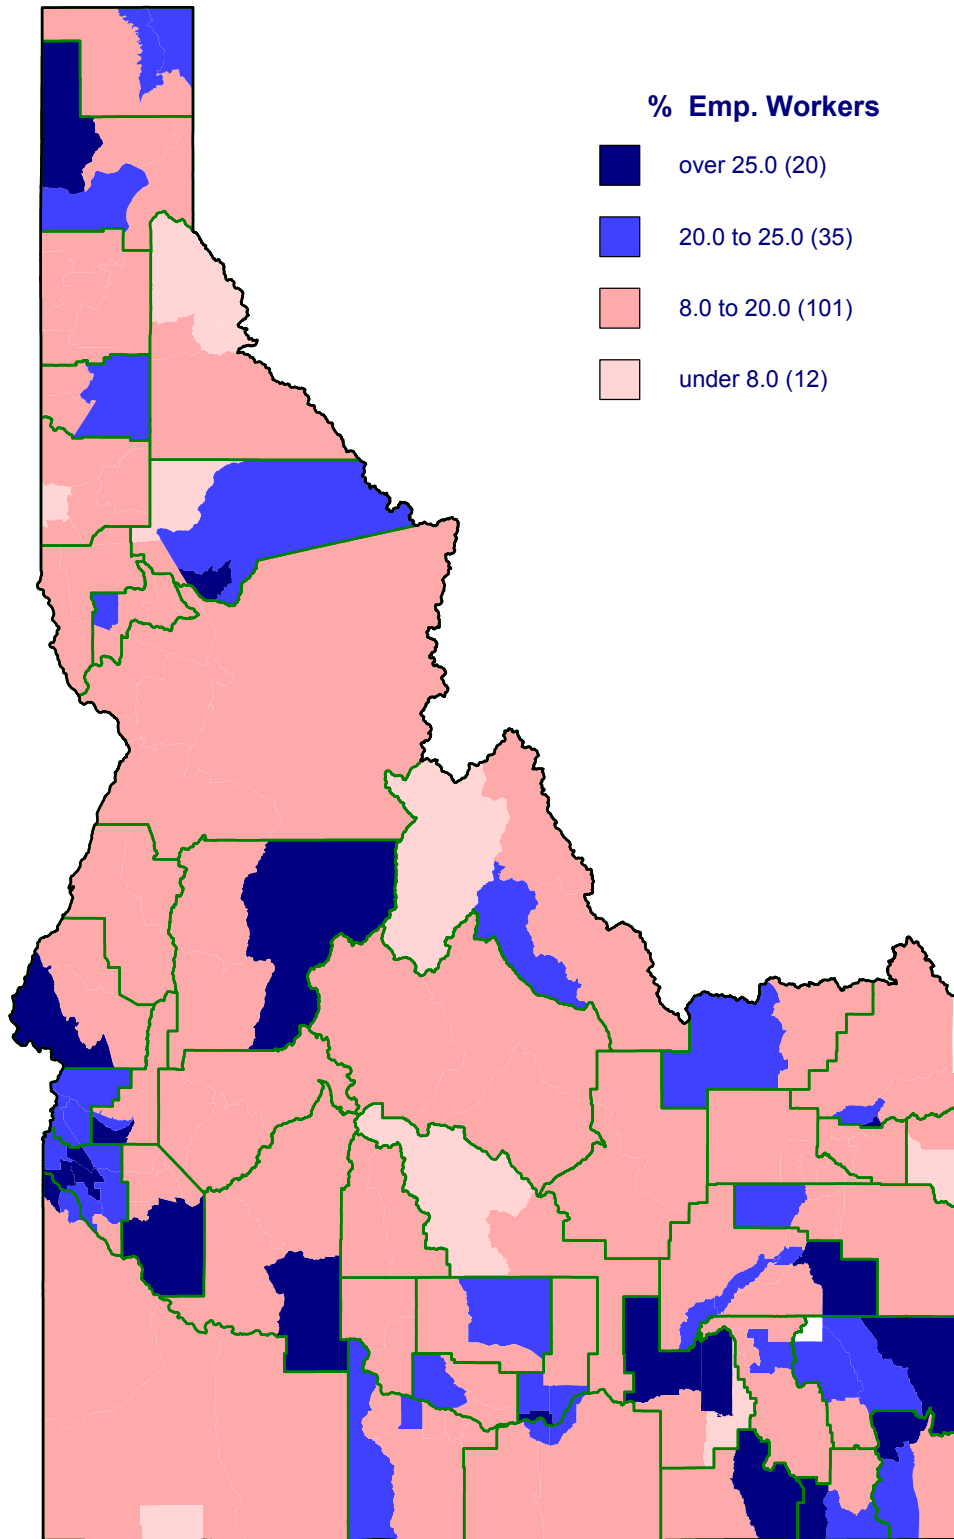 % Emp. Workers
over 25.0 (20)
20.0 to 25.0 (35)
8.0 to 20.0 (101)
under 8.0 (12)